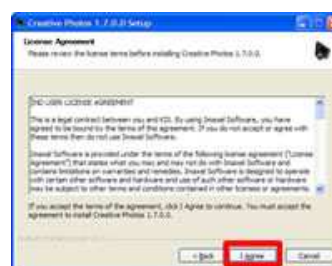 Creative Photos 1.7.0.0 Setup
License Agreement
Please review the license terms before installing Creative Photos 1.7.0.0.
END USER LICENSE AGREEMENT
This is a legal contract between you and KIX. By using Imaxel Software, you have
agreed to be bound by the terms of this agreement. If you do not accept or agree with
these terms then do not use Imaxel Software.
Imaxel Software is provided under the terms of the following license agreement ("License
Agreement") that states what you may and may not do with Imaxel Software and
contains limitations on warranties and remedies. Imaxel Software is designed to operate
with certain other software and hardware and use of such other software or hardware
may be subject to other terms and conditions contained in other licenses or agreements.
If you accept the terms of the agreement, click I Agree to continue. You must accept the
agreement to install Creative Photos 1.7.0.0.
< Back
I Agree
Cancel